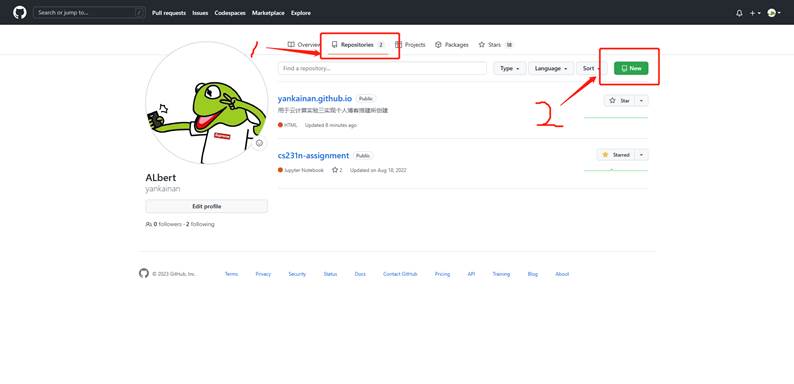 Search or jump to...
/
Pull requests Issues Codespaces Marketplace Explore
1
Overview
Repositories 2
Projects
Packages
Stars 18
Find a repository...
Type
Language
Sort
New
yankainan.github.io Public
用于云计算实验三实现个人博客搭建所创建
HTML Updated 8 minutes ago
Star
2
cs231n-assignment Public
Jupyter Notebook 2 Updated on Aug 18, 2022
Starred
Supreme
ALbert
yankainan
Edit profile
0 followers · 2 following
© 2023 GitHub, Inc.
Terms Privacy Security Status Docs Contact GitHub Pricing API Training Blog About